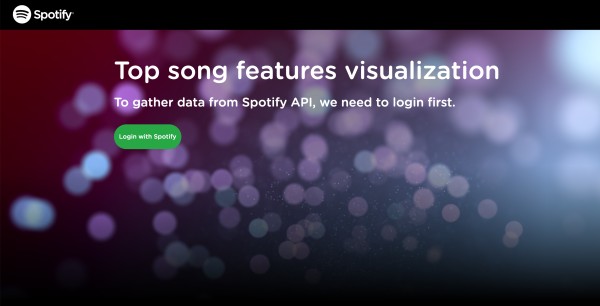 Spotify
Top song features visualization
To gather data from Spotify API, we need to login first.
Login with Spotify